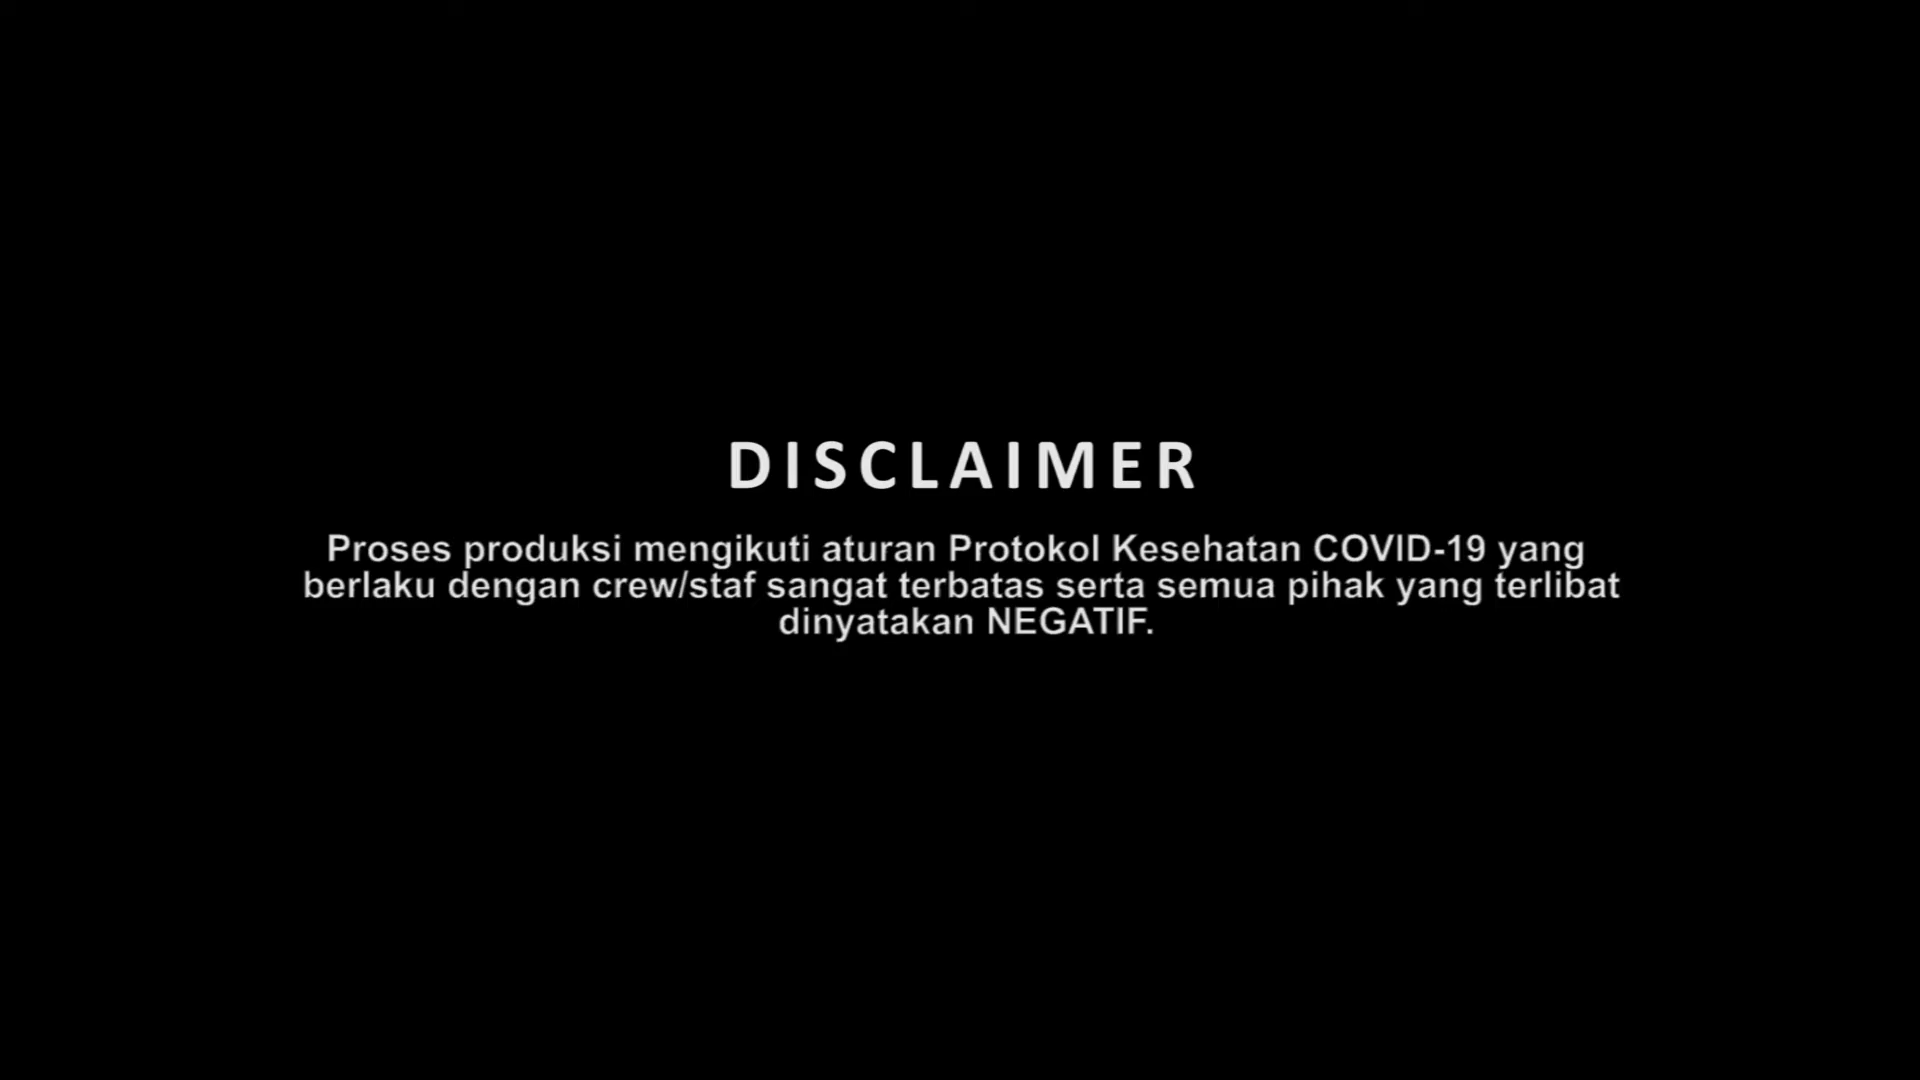 DISCLAIMER
Proses produksi mengikuti aturan Protokol Kesehatan COVID-19 yang
berlaku dengan crew/staf sangat terbatas serta semua pihak yang terlibat
dinyatakan NEGATIF.